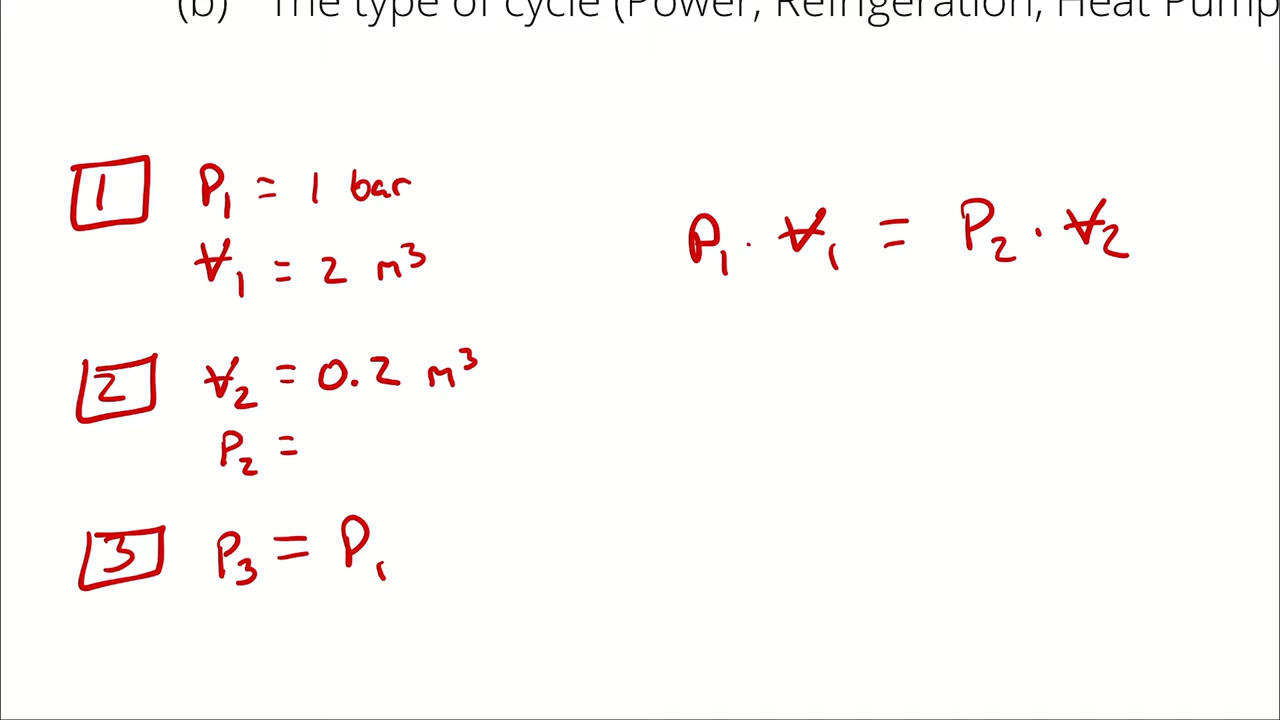 (b) The type of cycle (Power, Refrigeration, Heat Pump
1 P₁ = 1 bar
V₁ = 2 m³
P₁ · V₁ = P₂ · V₂
2 V₂ = 0.2 m³
P₂ =
3 P₃ = P₁